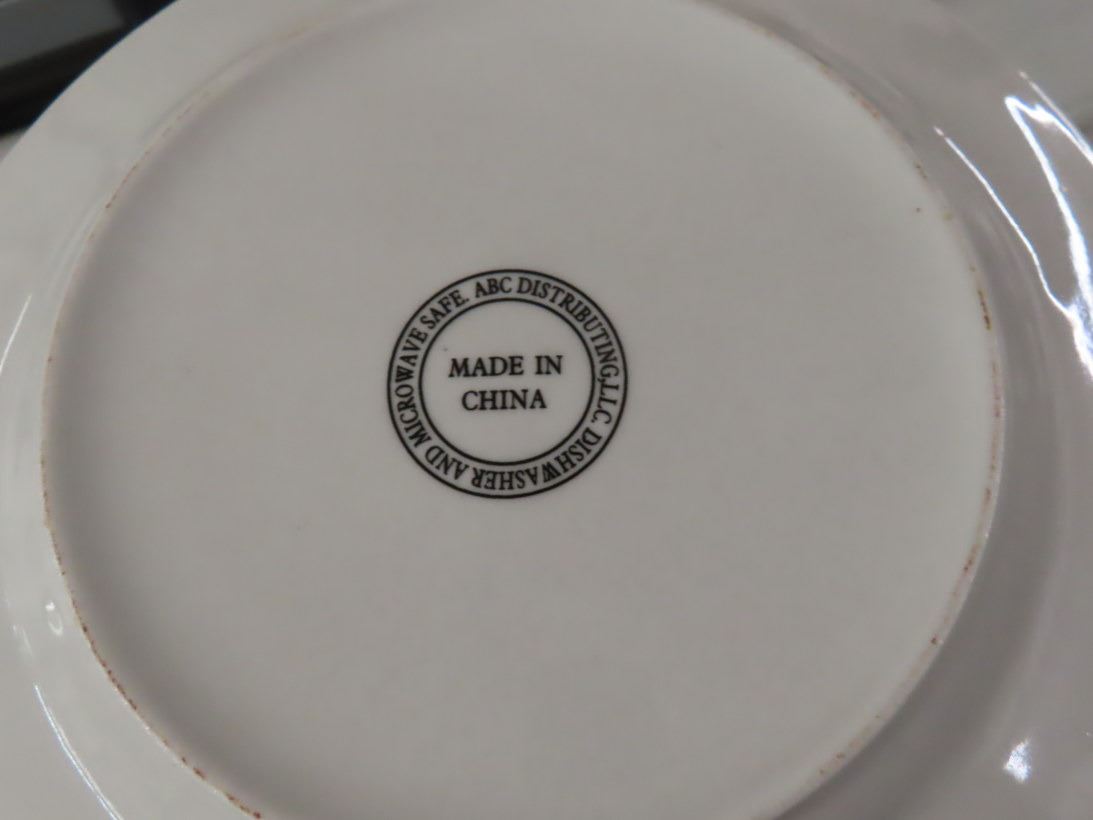 ABC DISTRIBUTING,LLC. DISHWASHER AND MICROWAVE SAFE.
MADE IN
CHINA